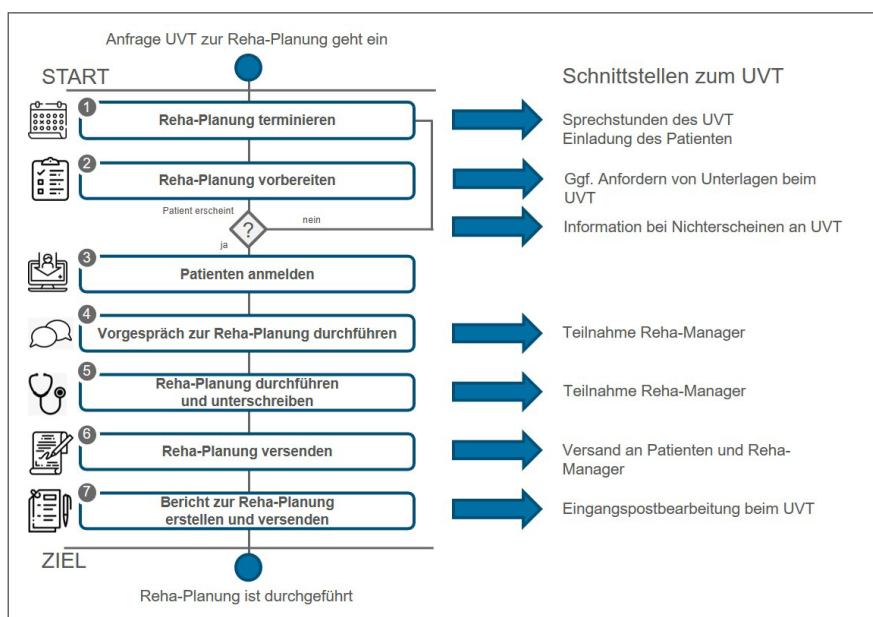 Anfrage UVT zur Reha-Planung geht ein
START
Schnittstellen zum UVT
1
Reha-Planung terminieren
Sprechstunden des UVT
Einladung des Patienten
2
Reha-Planung vorbereiten
Ggf. Anfordern von Unterlagen beim
UVT
Patient erscheint
nein
?
ja
Information bei Nichterscheinen an UVT
3
Patienten anmelden
4
Vorgespräch zur Reha-Planung durchführen
Teilnahme Reha-Manager
5
Reha-Planung durchführen
und unterschreiben
Teilnahme Reha-Manager
6
Reha-Planung versenden
Versand an Patienten und Reha-
Manager
7
Bericht zur Reha-Planung
erstellen und versenden
Eingangspostbearbeitung beim UVT
ZIEL
Reha-Planung ist durchgeführt